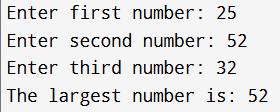 Enter first number: 25
Enter second number: 52
Enter third number: 32
The largest number is: 52